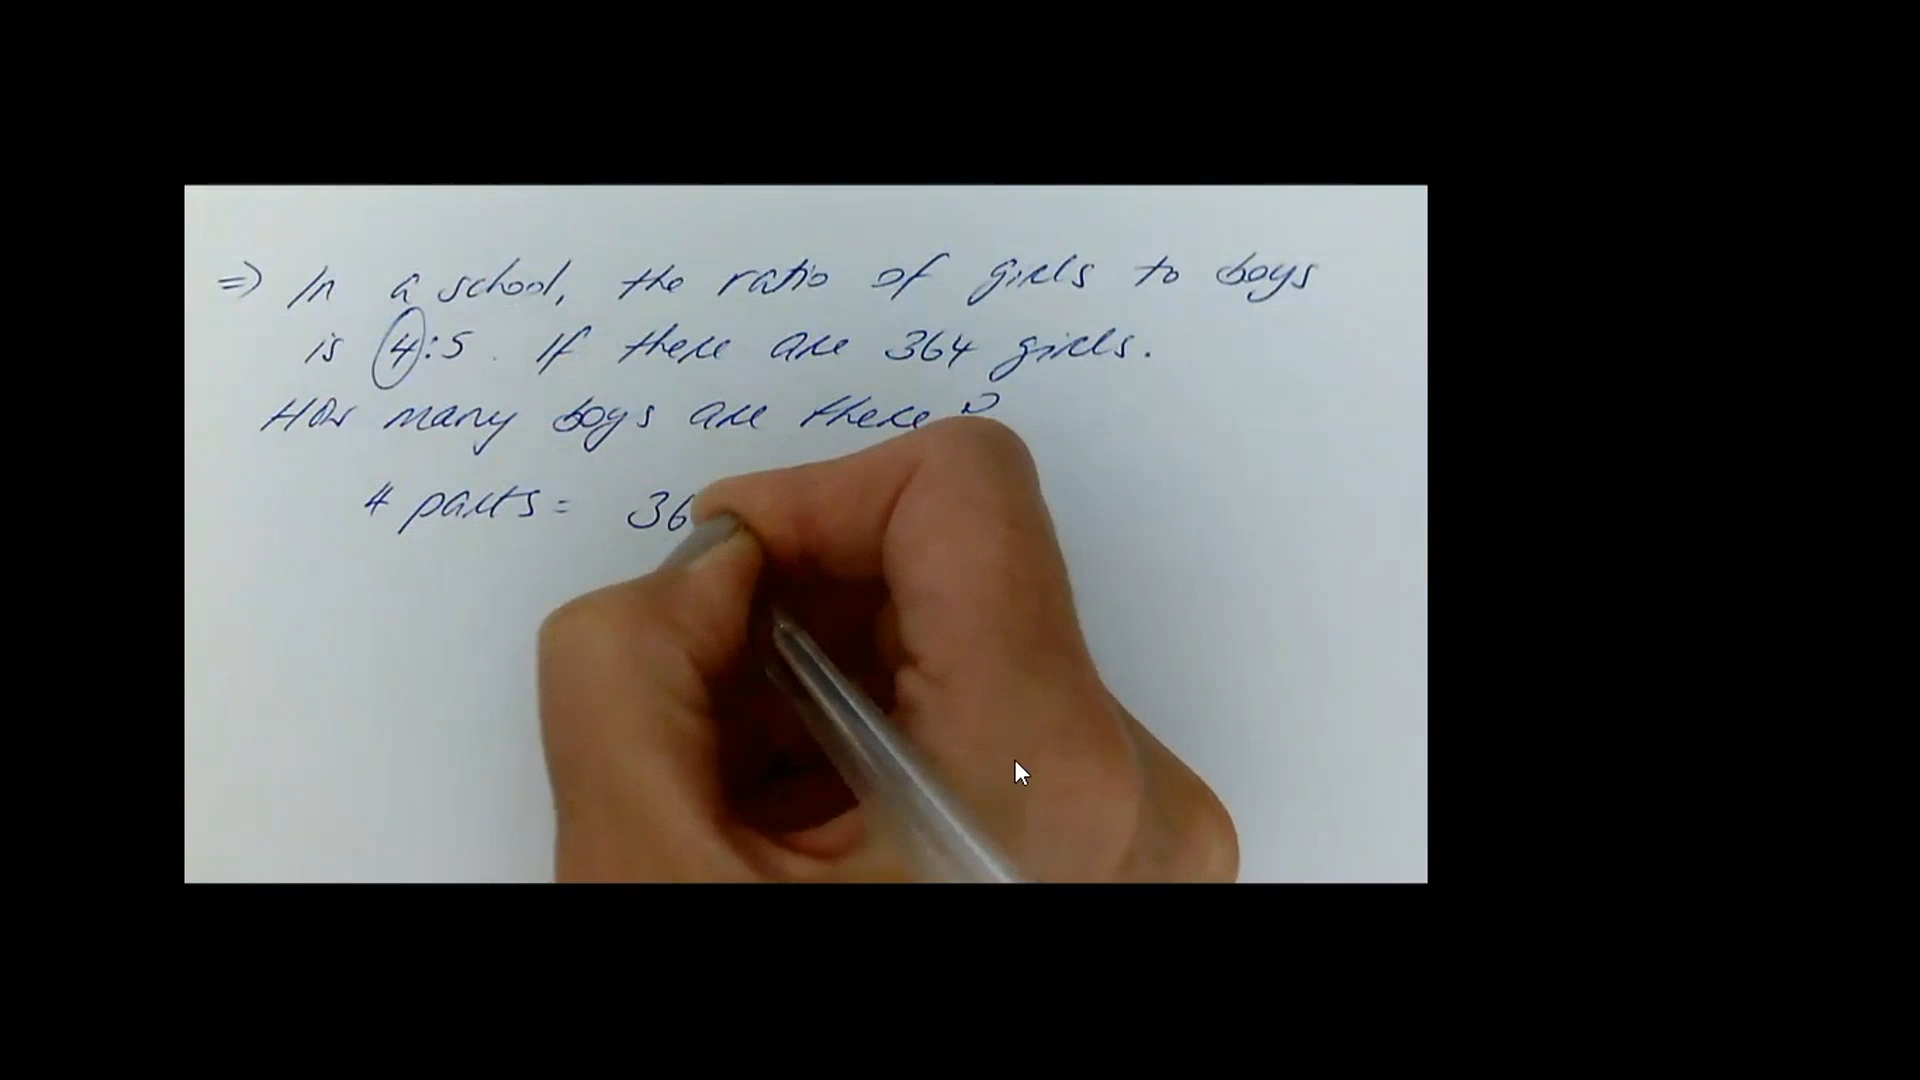 => In a school, the ratio of girls to boys
is 4:5. If there are 364 girls.
How many boys are there?
4 parts = 36